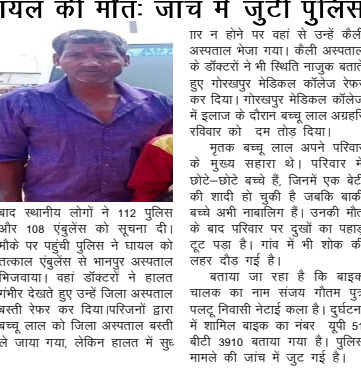 ायल की मौतः जांच में जुटी पुलिस
बाद स्थानीय लोगों ने 112 पुलिस
और 108 एंबुलेंस को सूचना दी।
मौके पर पहुंची पुलिस ने घायल को
तत्काल एंबुलेंस से भानपुर अस्पताल
भिजवाया। वहां डॉक्टरों ने हालत
गंभीर देखते हुए उन्हें जिला अस्पताल
बस्ती रेफर कर दिया।परिजनों द्वारा
बच्चू लाल को जिला अस्पताल बस्ती
ले जाया गया, लेकिन हालत में सुध
ार न होने पर वहां से उन्हें कैली
अस्पताल भेजा गया। कैली अस्पताल
के डॉक्टरों ने भी स्थिति नाजुक बताते
हुए गोरखपुर मेडिकल कॉलेज रेफर
कर दिया। गोरखपुर मेडिकल कॉलेज
में इलाज के दौरान बच्चू लाल अग्रहरि
रविवार को दम तोड़ दिया।
मृतक बच्चू लाल अपने परिवार
के मुख्य सहारा थे। परिवार में
छोटे–छोटे बच्चे हैं, जिनमें एक बेटी
की शादी हो चुकी है जबकि बाकी
बच्चे अभी नाबालिग हैं। उनकी मौत
के बाद परिवार पर दुखों का पहाड़
टूट पड़ा है। गांव में भी शोक की
लहर दौड़ गई है।
बताया जा रहा है कि बाइक
चालक का नाम संजय गौतम पुत्र
पलटू निवासी नेटाई कला है। दुर्घटना
में शामिल बाइक का नंबर यूपी 51
बीटी 3910 बताया गया है। पुलिस
मामले की जांच में जुट गई है।